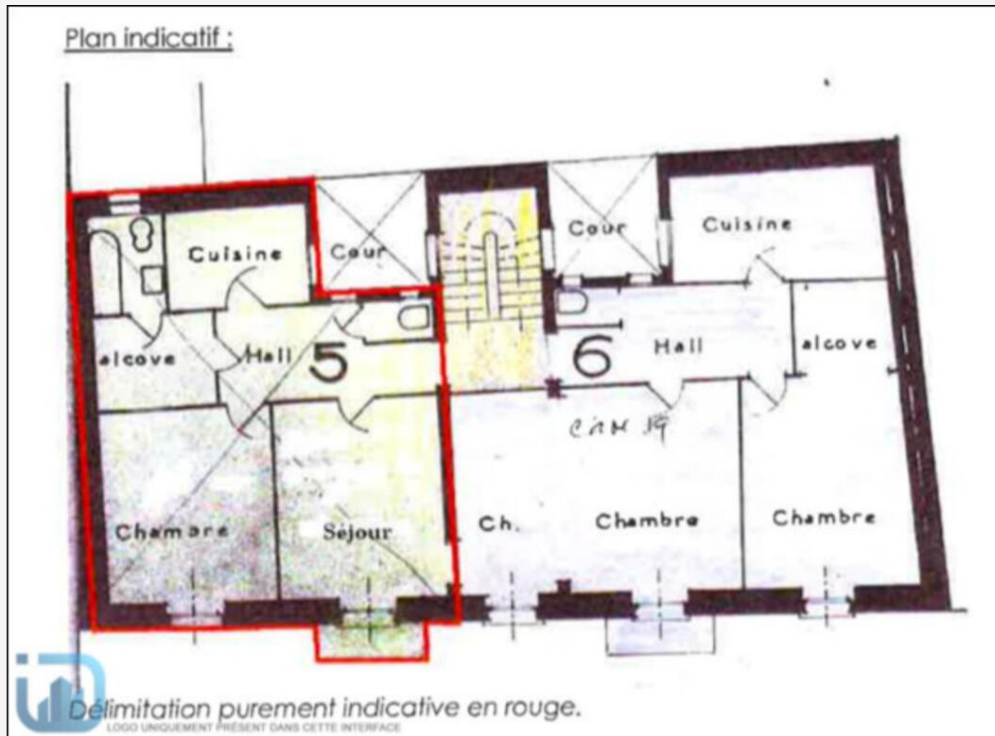 Plan indicatif :
Cuisine
Cour
Cour
Cuisine
alcove
Hall
5
6
Hall
alcove
Chambre
Séjour
Ch.
Chambre
Chambre
Délimitation purement indicative en rouge.
LOGO UNIQUEMENT PRÉSENT DANS CETTE INTERFACE